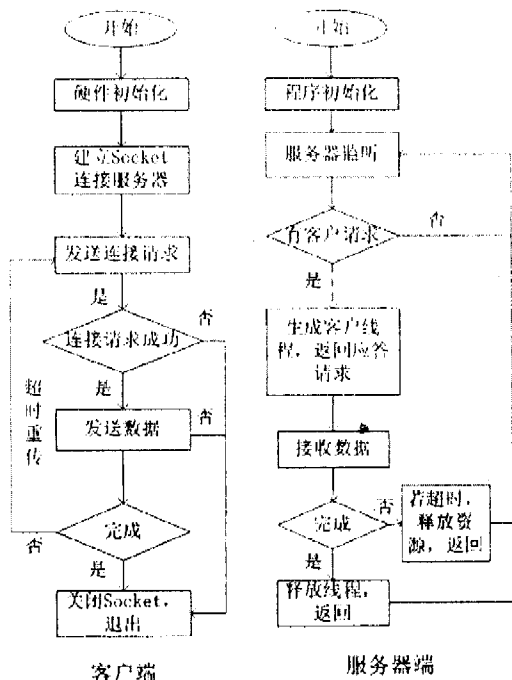 开始
硬件初始化
建立Socket
连接服务器
发送连接请求
是
连接请求成功
否
是
发送数据
否
超
时
重
传
完成
否
是
关闭Socket,
退出
客户端
开始
程序初始化
服务器监听
有客户请求
否
是
生成客户线
程，返回应答
请求
接收数据
完成
否
若超时，
释放资
源，返回
是
释放线程，
返回
服务器端